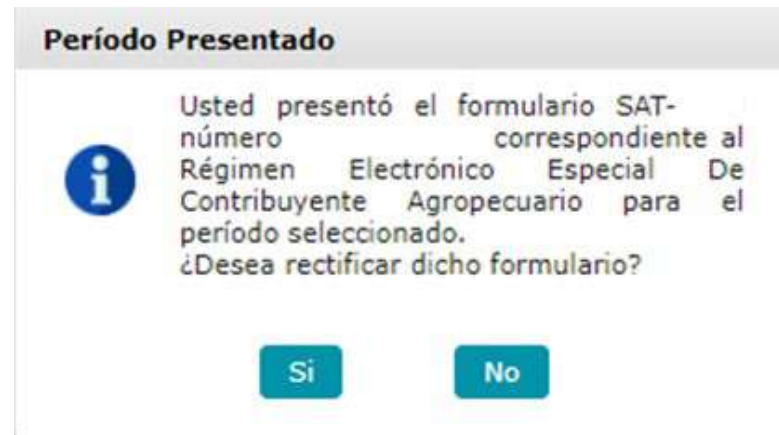 Período Presentado
Usted presentó el formulario SAT-
número correspondiente al
Régimen Electrónico Especial De
Contribuyente Agropecuario para el
período seleccionado.
¿Desea rectificar dicho formulario?
Si No